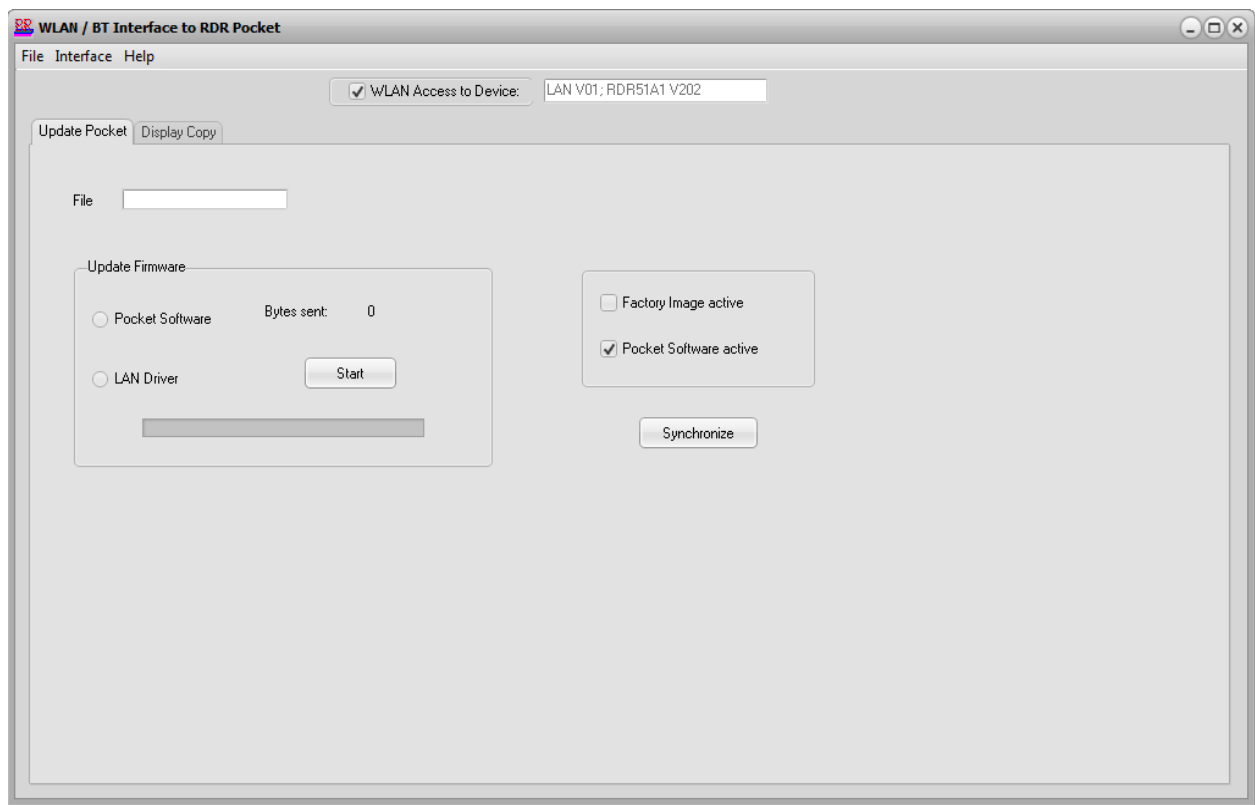 WLAN / BT Interface to RDR Pocket
File Interface Help
WLAN Access to Device: LAN V01; RDR51A1 V202
Update Pocket Display Copy
File
Update Firmware
Pocket Software Bytes sent: 0
LAN Driver Start
Factory Image active
Pocket Software active
Synchronize